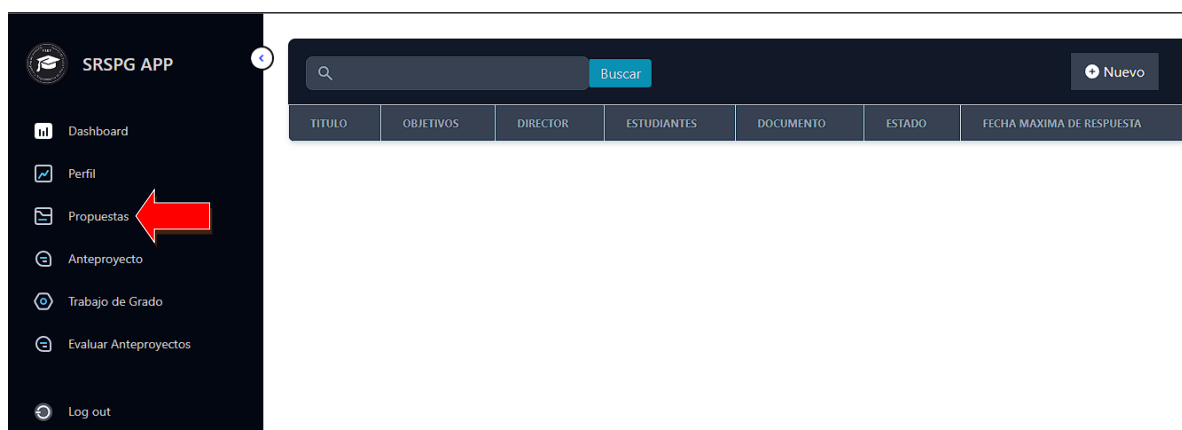 SRSPG APP
Dashboard
Perfil
Propuestas
Anteproyecto
Trabajo de Grado
Evaluar Anteproyectos
Log out
Buscar
Nuevo
TITULO OBJETIVOS DIRECTOR ESTUDIANTES DOCUMENTO ESTADO FECHA MAXIMA DE RESPUESTA